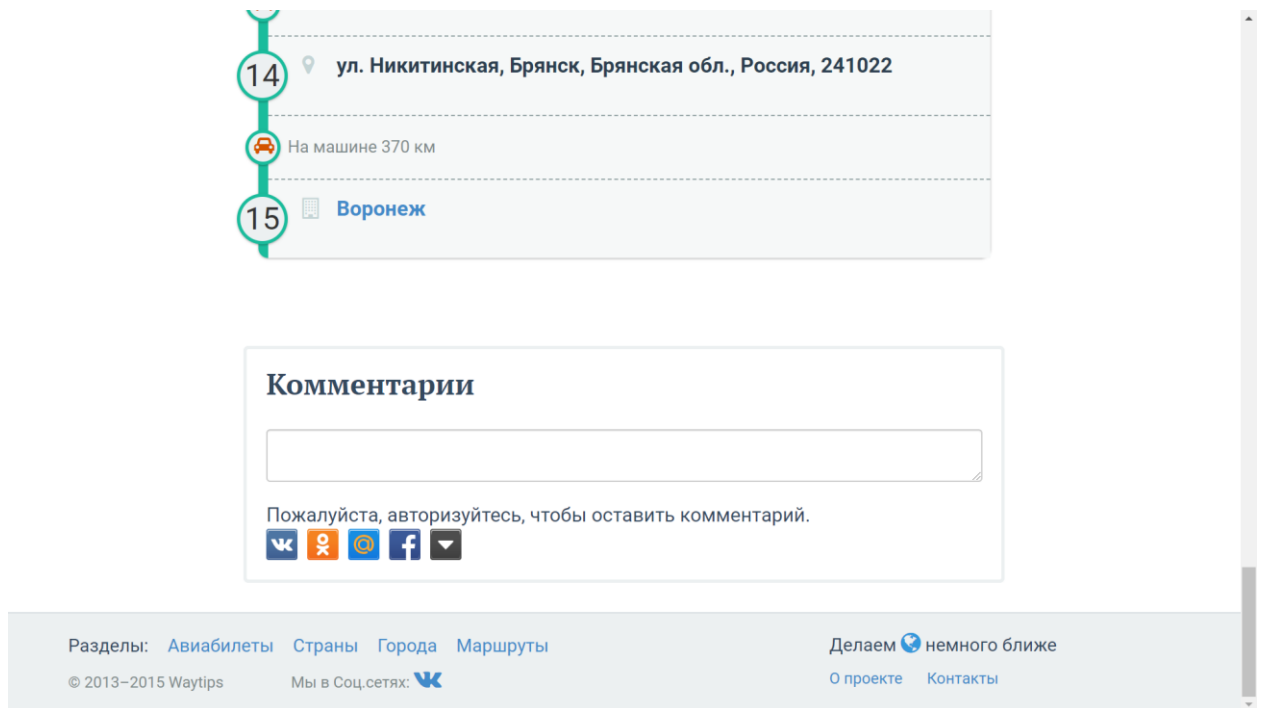 14
ул. Никитинская, Брянск, Брянская обл., Россия, 241022
На машине 370 км
15
Воронеж
Комментарии
Пожалуйста, авторизуйтесь, чтобы оставить комментарий.
Разделы: Авиабилеты Страны Города Маршруты
Делаем немного ближе
© 2013–2015 Waytips Мы в Соц.сетях:
О проекте Контакты